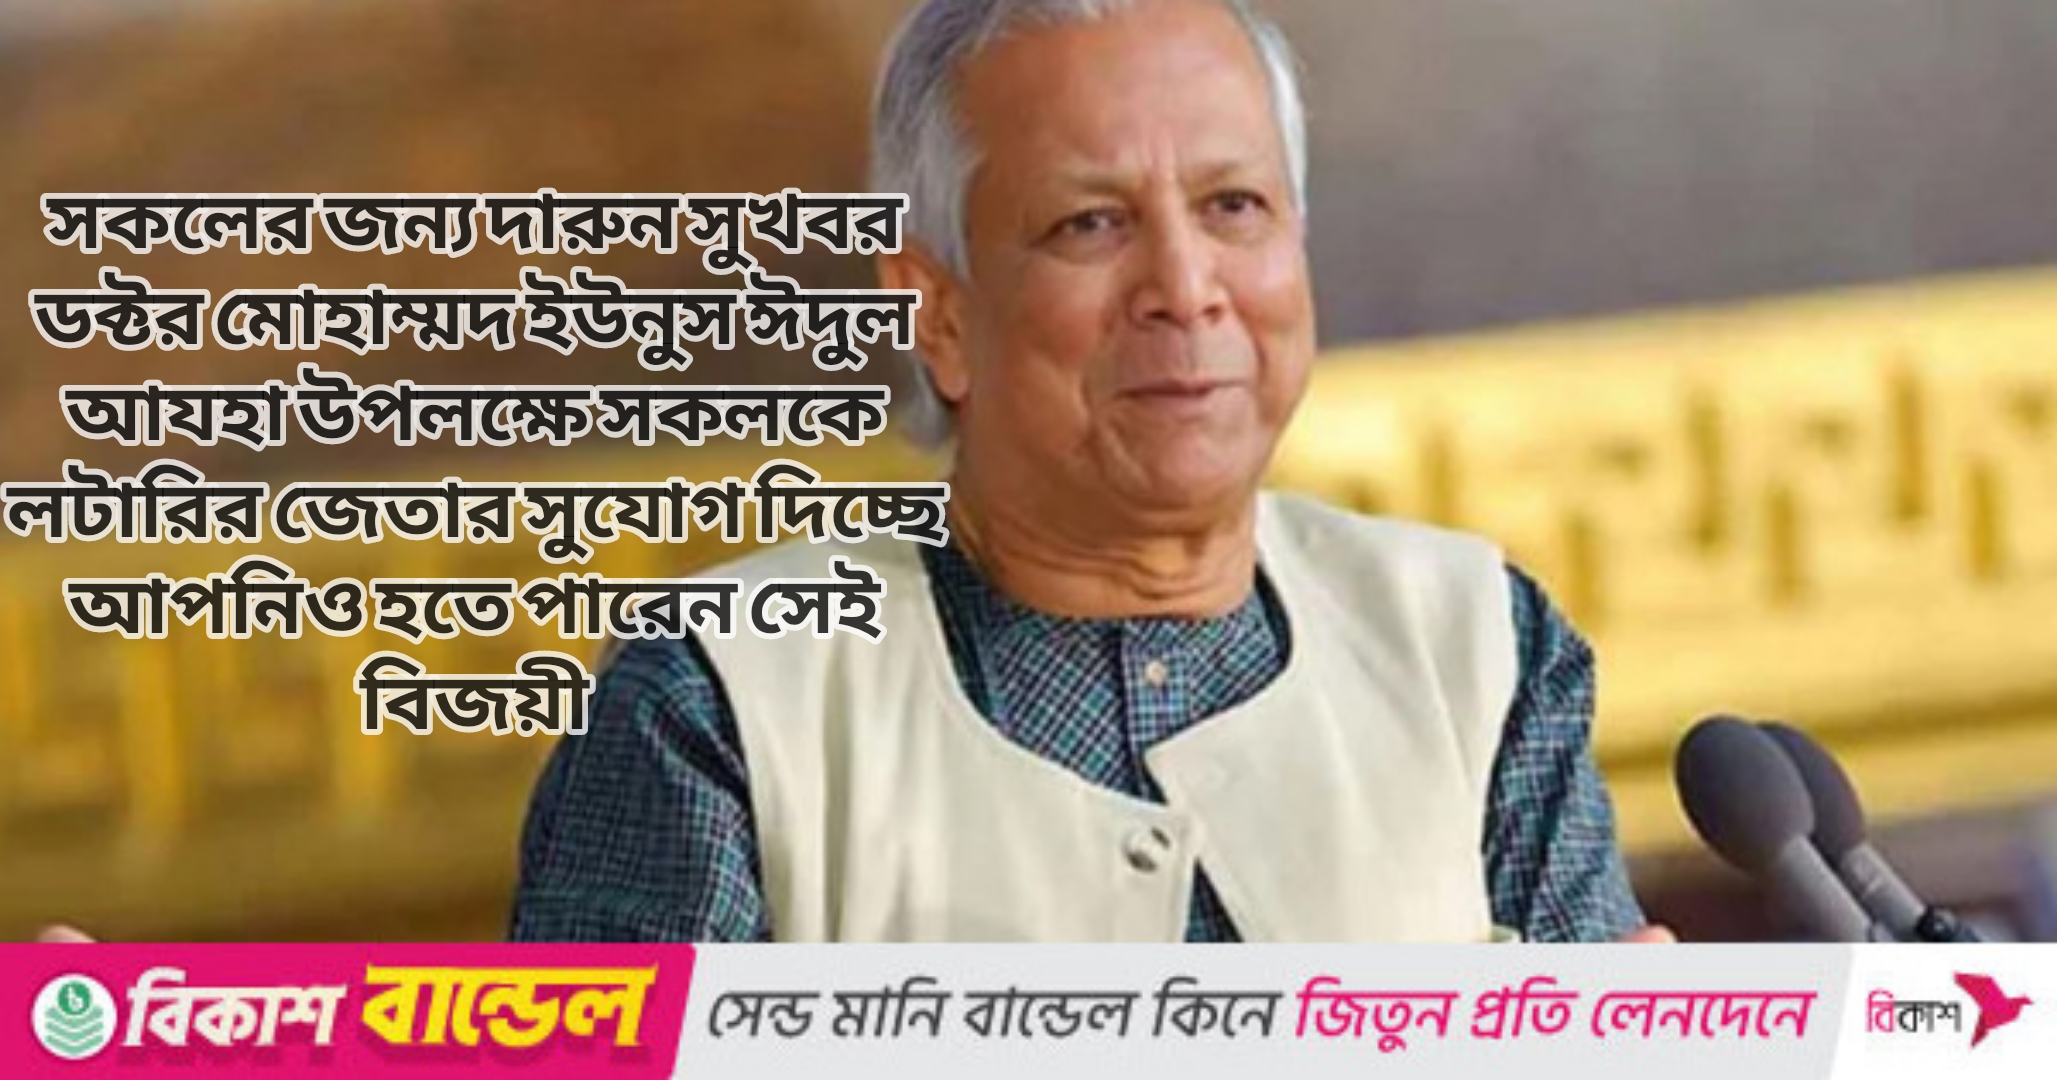 সকলের জন্য দারুন সুখবর
ডক্টর মোহাম্মদ ইউনুস ঈদুল
আযহা উপলক্ষে সকলকে
লটারির জেতার সুযোগ দিচ্ছে
আপনিও হতে পারেন সেই
বিজয়ী
বিকাশ বান্ডেল সেন্ড মানি বান্ডেল কিনে জিতুন প্রতি লেনদেনে বিকাশ